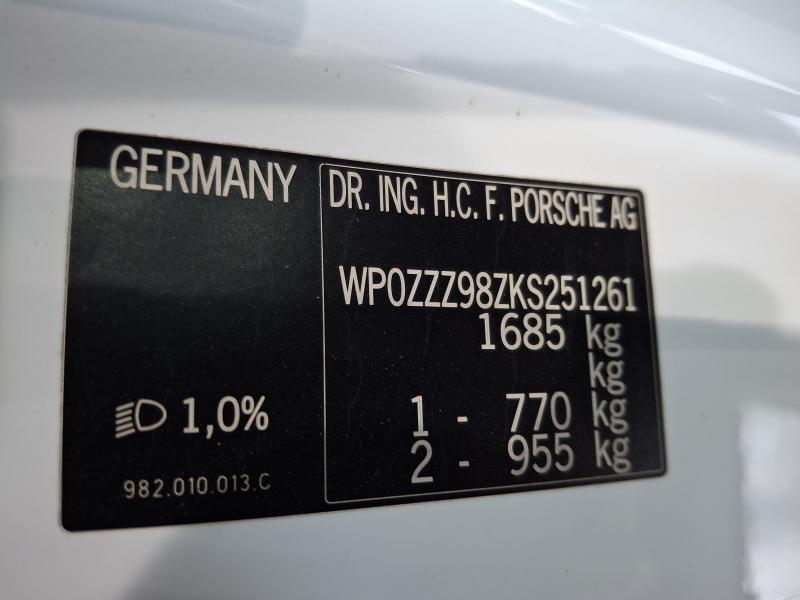 GERMANY
1,0%
982.010.013.C
DR. ING. H.C. F. PORSCHE AG
WP0ZZZ98ZKS251261
1685 kg
kg
1 - 770 kg
2 - 955 kg